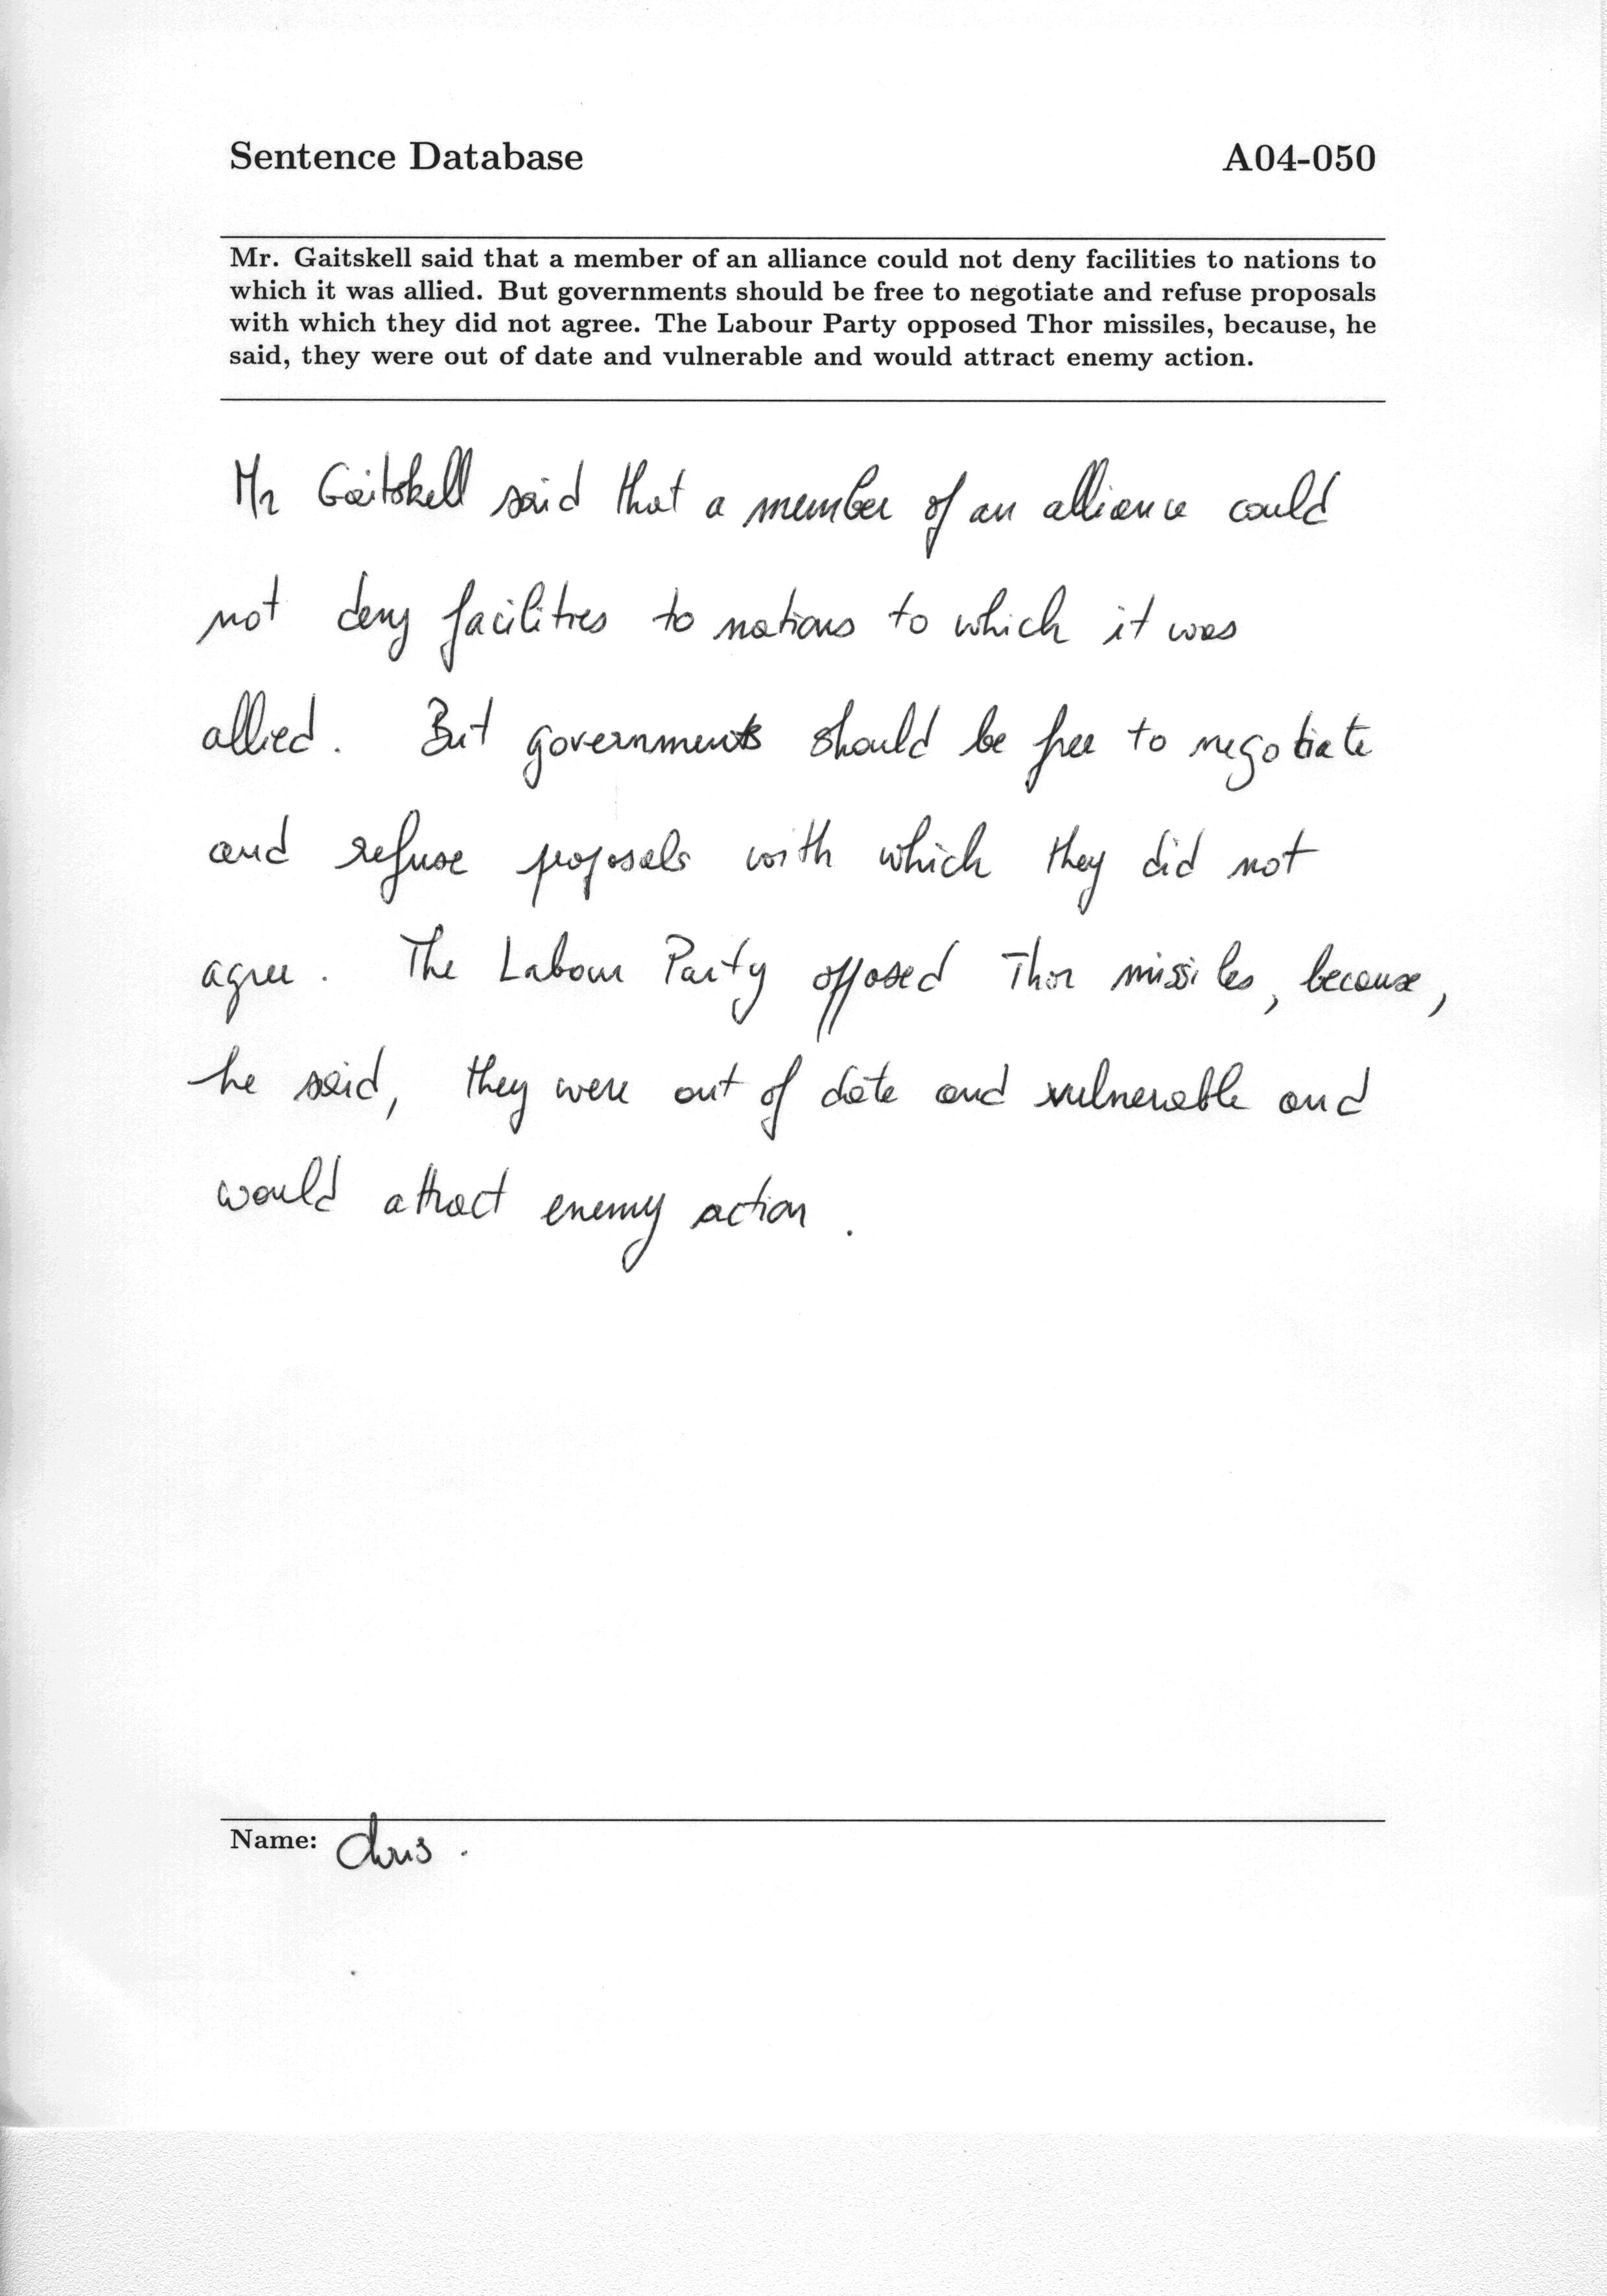 Sentence Database A04-050
Mr. Gaitskell said that a member of an alliance could not deny facilities to nations to
which it was allied. But governments should be free to negotiate and refuse proposals
with which they did not agree. The Labour Party opposed Thor missiles, because, he
said, they were out of date and vulnerable and would attract enemy action.
Mr Gaitskell said that a member of an alliance could
not deny facilities to nations to which it was
allied. But governments should be free to negotiate
and refuse proposals with which they did not
agree. The Labour Party opposed Thor missiles, because,
he said, they were out of date and vulnerable and
would attract enemy action.
Name: Chris.